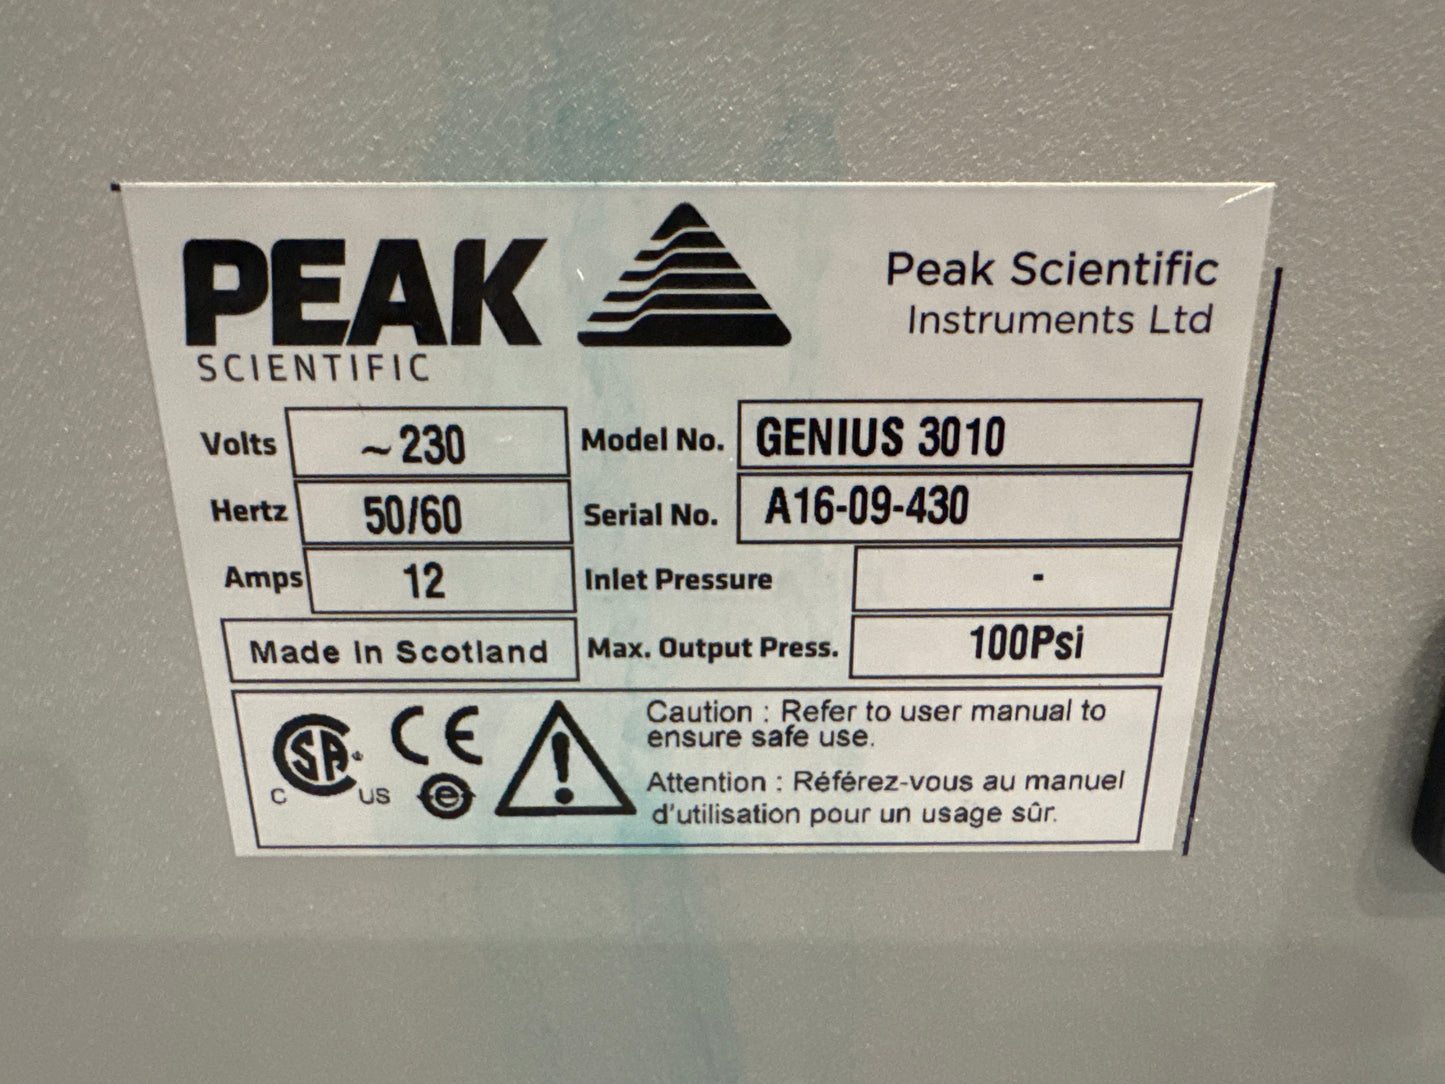 PEAK
SCIENTIFIC
Peak Scientific
Instruments Ltd
Volts ~230 Model No. GENIUS 3010
Hertz 50/60 Serial No. A16-09-430
Amps 12 Inlet Pressure -
Made in Scotland Max. Output Press. 100Psi
CSA C US CE e
Caution : Refer to user manual to
ensure safe use.
Attention : Référez-vous au manuel
d'utilisation pour un usage sûr.